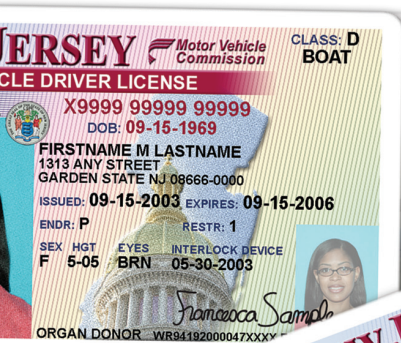 JERSEY Motor Vehicle Commission CLASS: D BOAT
CLE DRIVER LICENSE
X9999 99999 99999
DOB: 09-15-1969
FIRSTNAME M LASTNAME
1313 ANY STREET
GARDEN STATE NJ 08666-0000
ISSUED: 09-15-2003 EXPIRES: 09-15-2006
ENDR: P RESTR: 1
SEX HGT EYES INTERLOCK DEVICE
F 5-05 BRN 05-30-2003
Francesca Sample
ORGAN DONOR WR94192000047XXXX